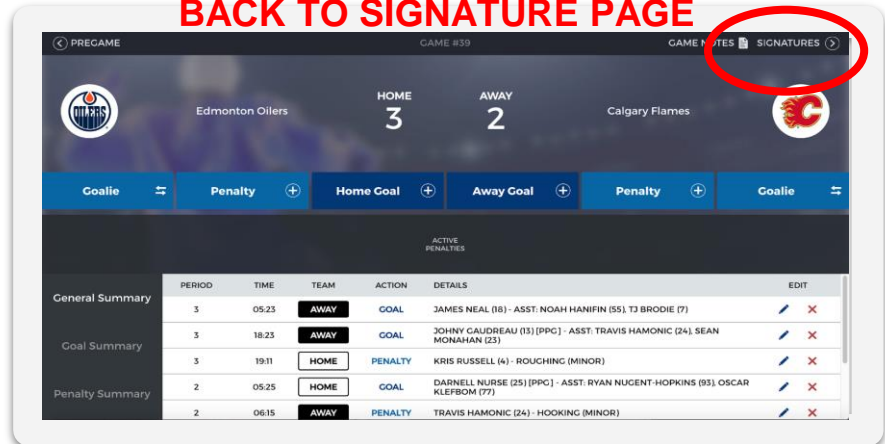 BACK TO SIGNATURE PAGE
PREGAME GAME #39 GAME NOTES SIGNATURES
OILERS Edmonton Oilers HOME 3 AWAY 2 Calgary Flames
Goalie Penalty Home Goal Away Goal Penalty Goalie
ACTIVE
PENALTIES
General Summary
Goal Summary
Penalty Summary
PERIOD TIME TEAM ACTION DETAILS EDIT
3 05:23 AWAY GOAL JAMES NEAL (18) - ASST: NOAH HANIFIN (55), TJ BRODIE (7)
3 18:23 AWAY GOAL JOHNY GAUDREAU (13) [PPG] - ASST: TRAVIS HAMONIC (24), SEAN
MONAHAN (23)
3 19:11 HOME PENALTY KRIS RUSSELL (4) - ROUGHING (MINOR)
2 05:25 HOME GOAL DARNELL NURSE (25) [PPG] - ASST: RYAN NUGENT-HOPKINS (93), OSCAR
KLEFBOM (77)
2 06:15 AWAY PENALTY TRAVIS HAMONIC (24) - HOOKING (MINOR)